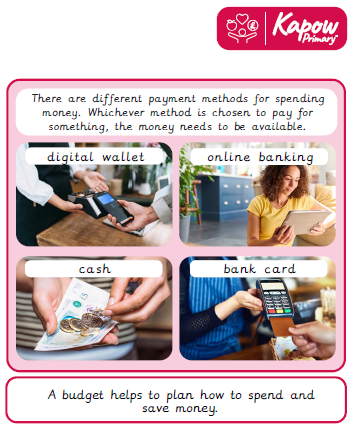 Kapow
Primary
There are different payment methods for spending
money. Whichever method is chosen to pay for
something, the money needs to be available.
digital wallet
online banking
cash
bank card
A budget helps to plan how to spend and
save money.